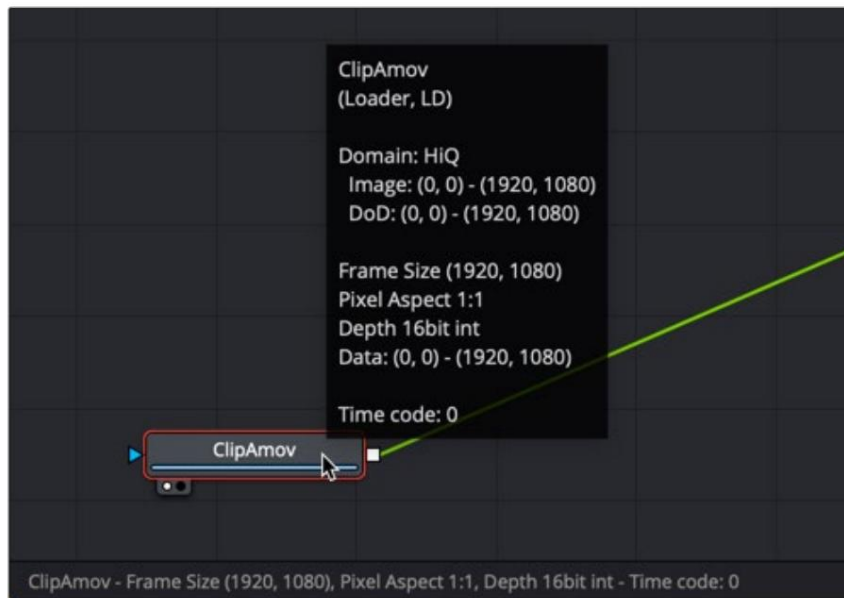 ClipAmov
(Loader, LD)
Domain: HiQ
Image: (0, 0) - (1920, 1080)
DoD: (0, 0) - (1920, 1080)
Frame Size (1920, 1080)
Pixel Aspect 1:1
Depth 16bit int
Data: (0, 0) - (1920, 1080)
Time code: 0
ClipAmov
ClipAmov - Frame Size (1920, 1080), Pixel Aspect 1:1, Depth 16bit int - Time code: 0